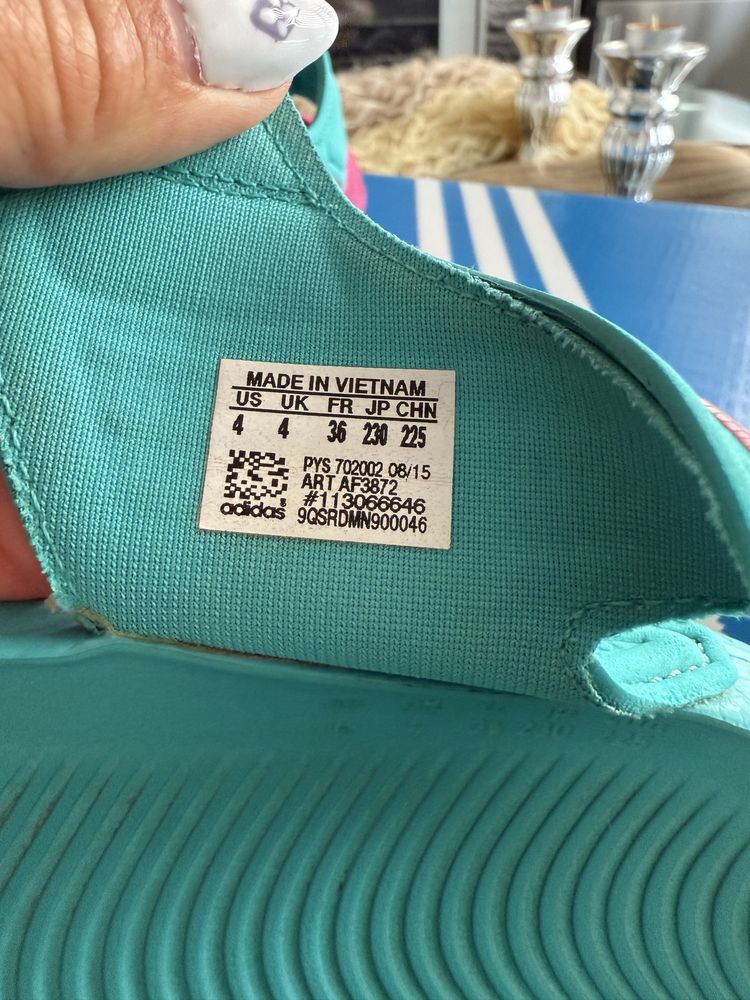 MADE IN VIETNAM
US UK FR JP CHN
4 4 36 230 225
PYS 702002 08/15
ART AF3872
#113066646
adidas 9QSRDMN900046